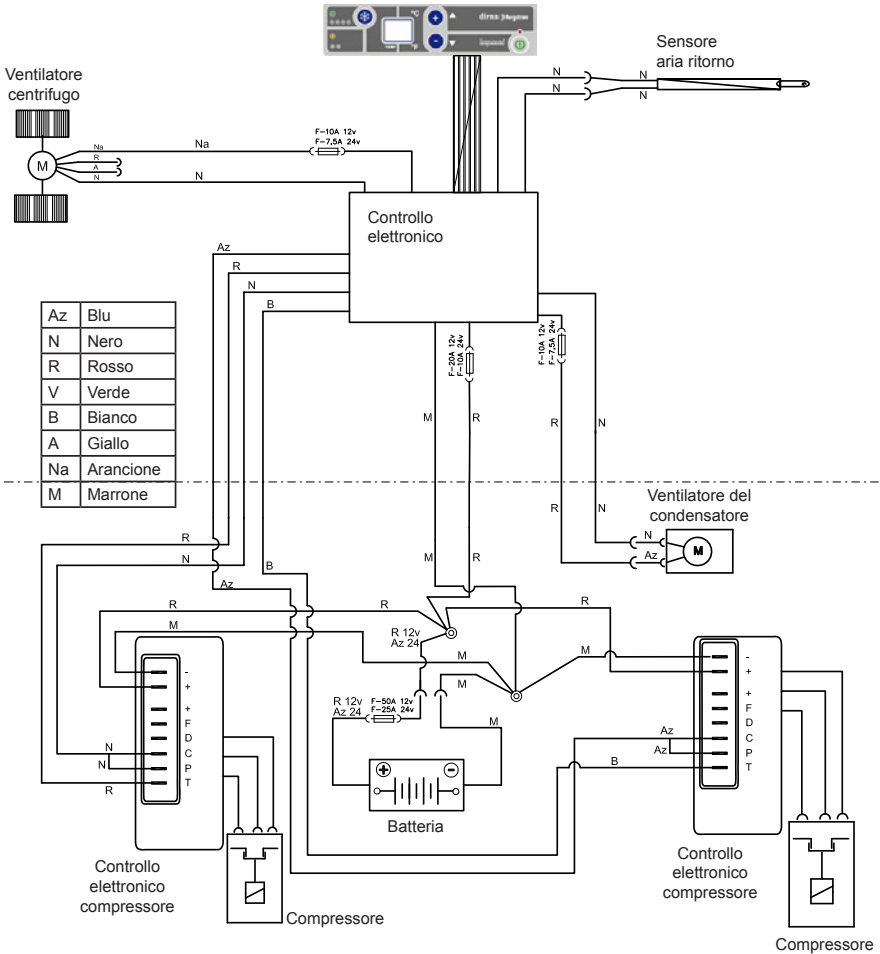 °C
dirna Bergstrom
°F
bycool
Sensore
aria ritorno
N
N
N
N
Ventilatore
centrifugo
M
Na
R
A
N
Na
N
F-10A 12v
F-7,5A 24v
Controllo
elettronico
Az
R
N
B
Az Blu
N Nero
R Rosso
V Verde
B Bianco
A Giallo
Na Arancione
M Marrone
F-20A 12v
F-10A 24v
F-10A 12v
F-7,5A 24v
M
R
R
N
R
N
M
R
Ventilatore del
condensatore
N
Az
M
R
N
B
Az
R
R
R
M
R 12v
Az 24
M
M
M
M
R 12v
Az 24
F-50A 12v
F-25A 24v
-
+
+
F
D
C
P
T
N
N
R
Batteria
-
+
+
F
D
C
P
T
Az
Az
B
Controllo
elettronico
compressore
Compressore
Controllo
elettronico
compressore
Compressore